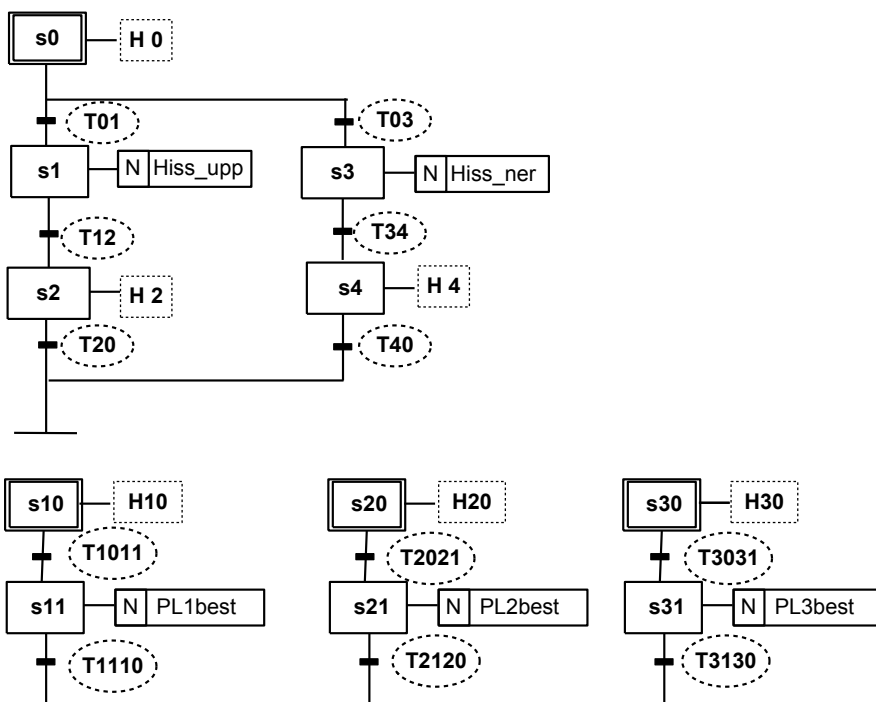 s0 H 0
T01 T03
s1 N Hiss_upp s3 N Hiss_ner
T12 T34
s2 H 2 s4 H 4
T20 T40
s10 H10 s20 H20 s30 H30
T1011 T2021 T3031
s11 N PL1best s21 N PL2best s31 N PL3best
T1110 T2120 T3130